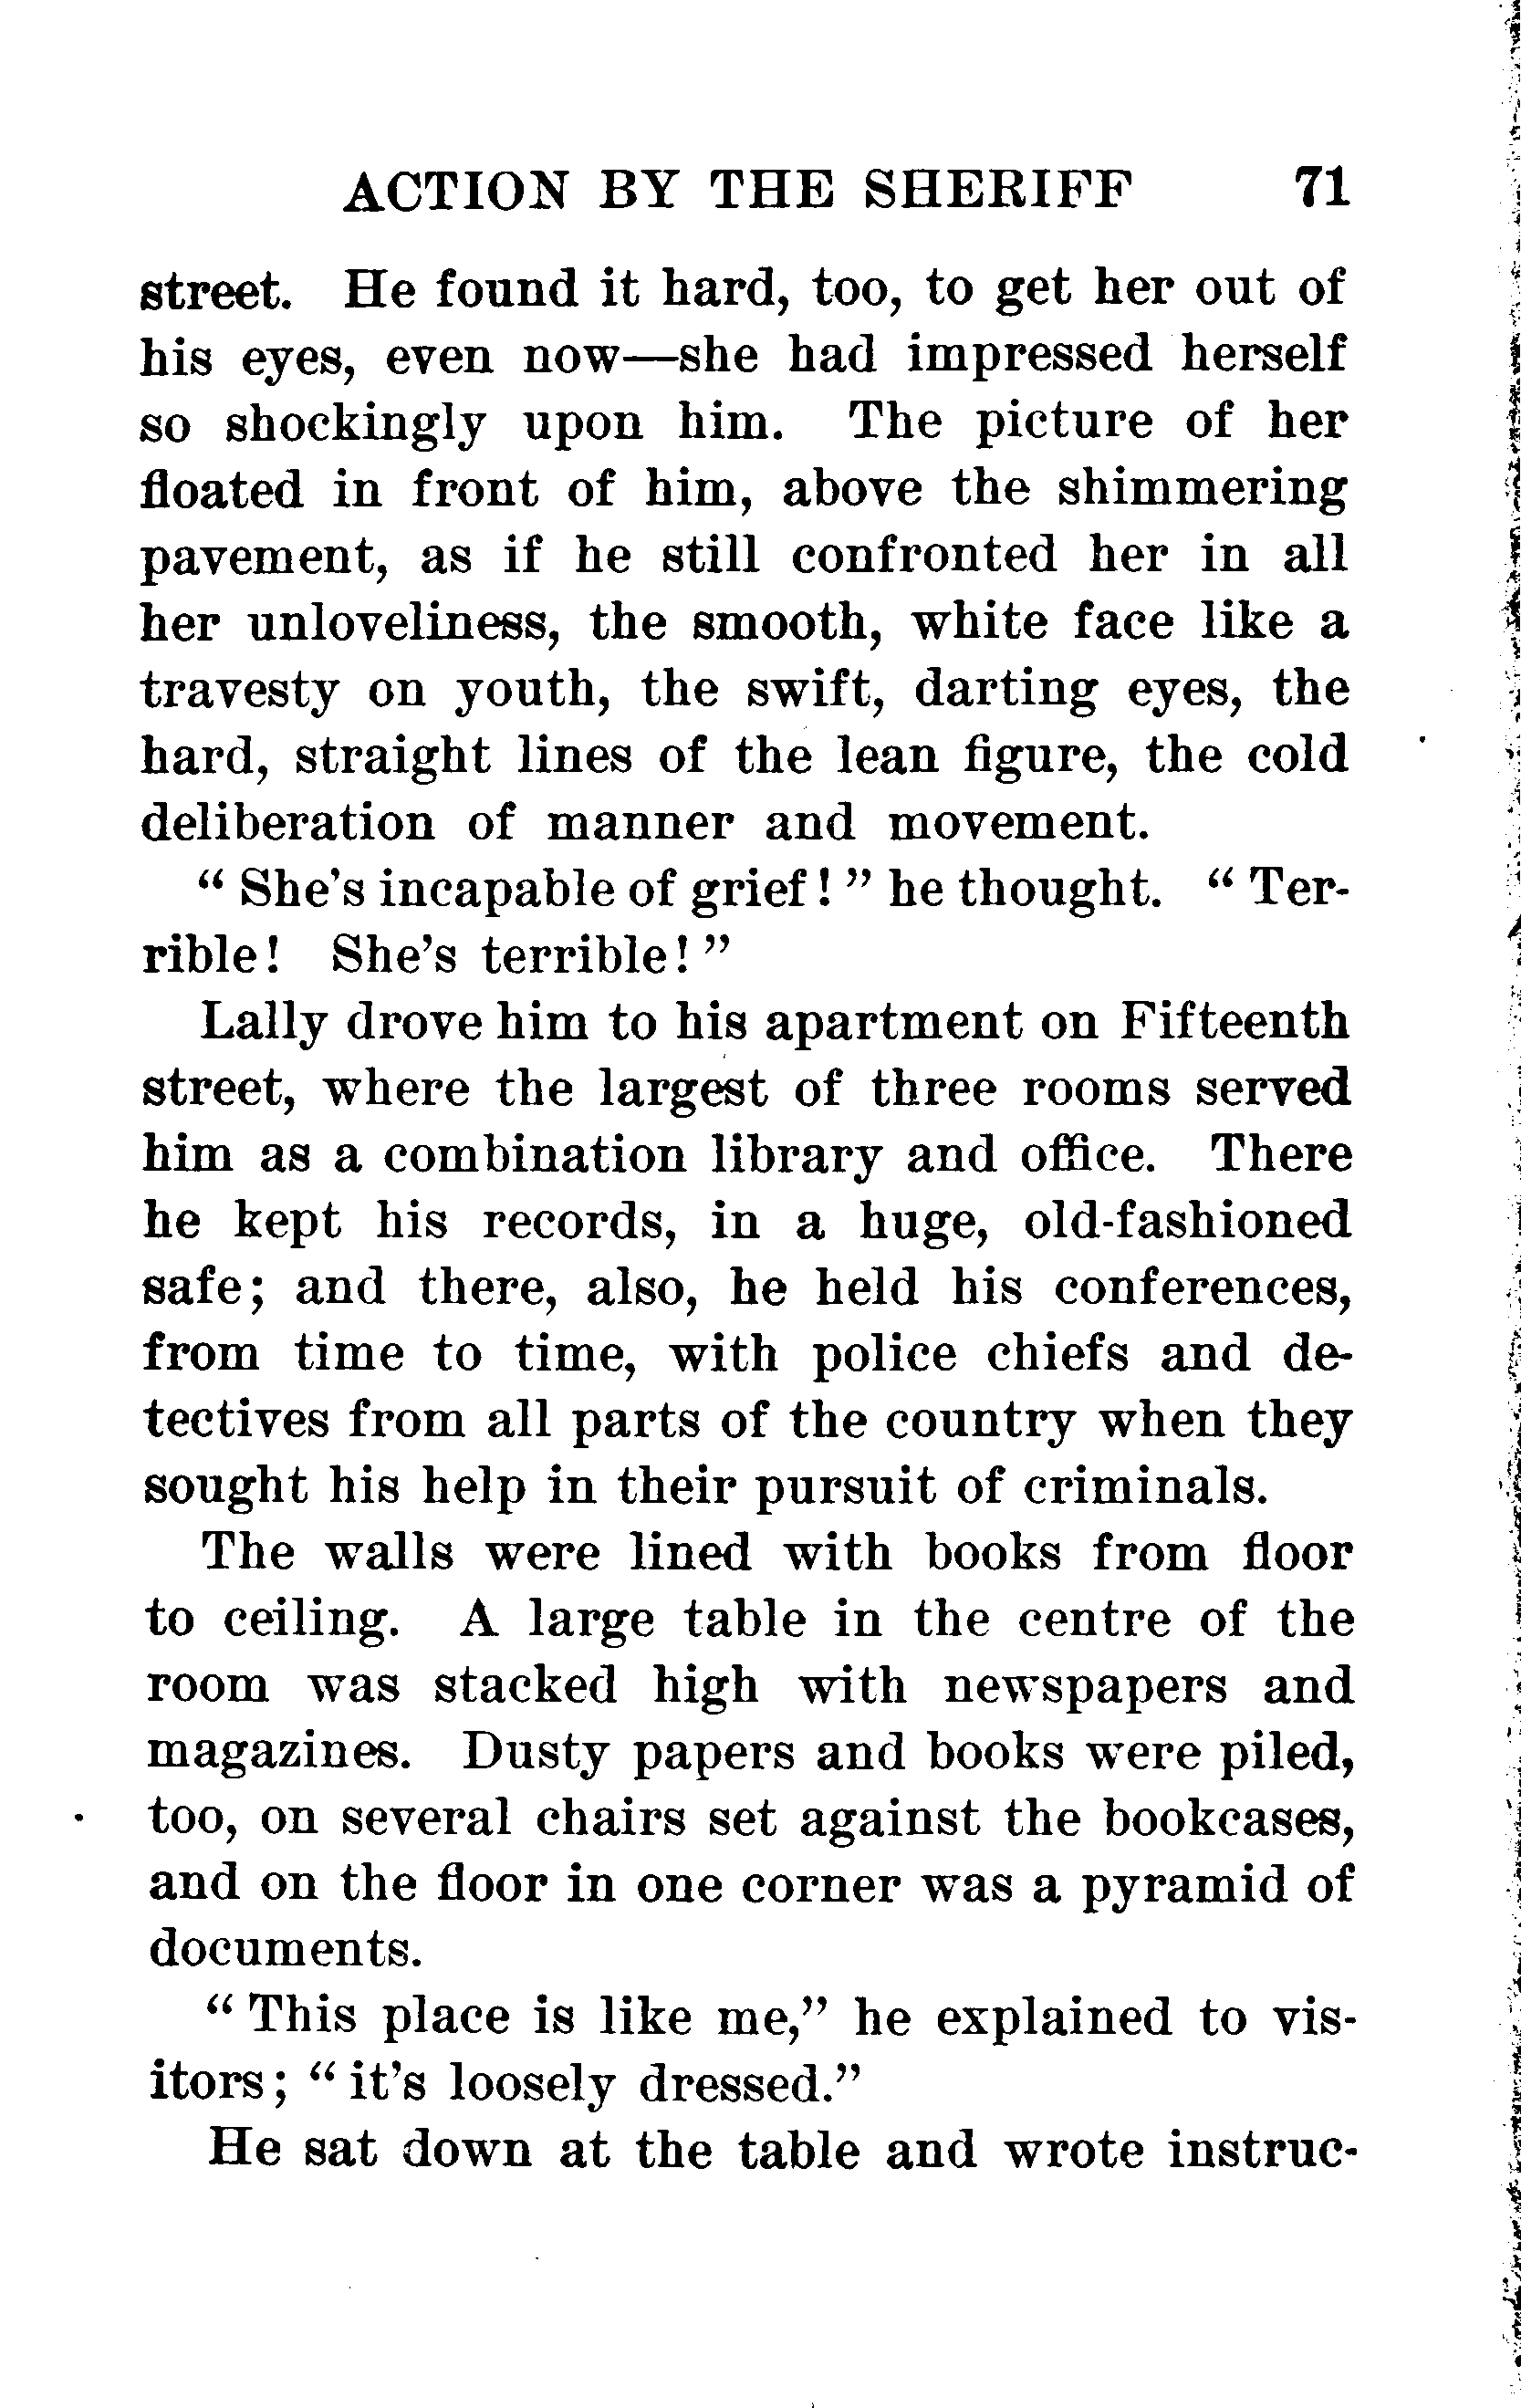 ACTION BY THE SHERIFF 71
street. He found it hard, too, to get her out of
his eyes, even now—she had impressed herself
so shockingly upon him. The picture of her
floated in front of him, above the shimmering
pavement, as if he still confronted her in all
her unloveliness, the smooth, white face like a
travesty on youth, the swift, darting eyes, the
hard, straight lines of the lean figure, the cold
deliberation of manner and movement.
“ She’s incapable of grief! ” he thought. “ Ter-
rible! She’s terrible! ”
Lally drove him to his apartment on Fifteenth
street, where the largest of three rooms served
him as a combination library and office. There
he kept his records, in a huge, old-fashioned
safe; and there, also, he held his conferences,
from time to time, with police chiefs and de-
tectives from all parts of the country when they
sought his help in their pursuit of criminals.
The walls were lined with books from floor
to ceiling. A large table in the centre of the
room was stacked high with newspapers and
magazines. Dusty papers and books were piled,
too, on several chairs set against the bookcases,
and on the floor in one corner was a pyramid of
documents.
“ This place is like me,” he explained to vis-
itors; “ it’s loosely dressed.”
He sat down at the table and wrote instruc-